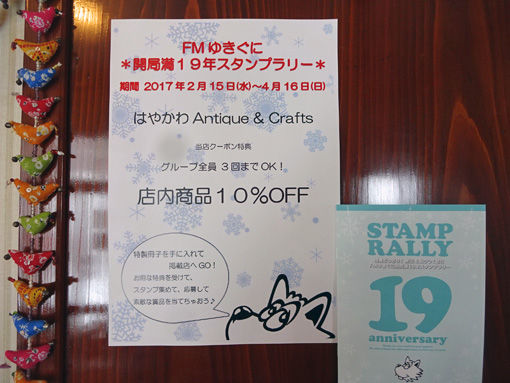 FMゆきぐに
＊開局満１９年スタンプラリー＊
期間 2017年2月15日(水)～4月16日(日)
はやかわ Antique & Crafts
当店クーポン特典
グループ全員 3回までOK！
店内商品１０％OFF
特製冊子を手に入れて
掲載店へGO！
お得な特典を受けて、
スタンプ集めて、応募して
素敵な賞品を当てちゃおう♪
STAMP
RALLY
19
anniversary